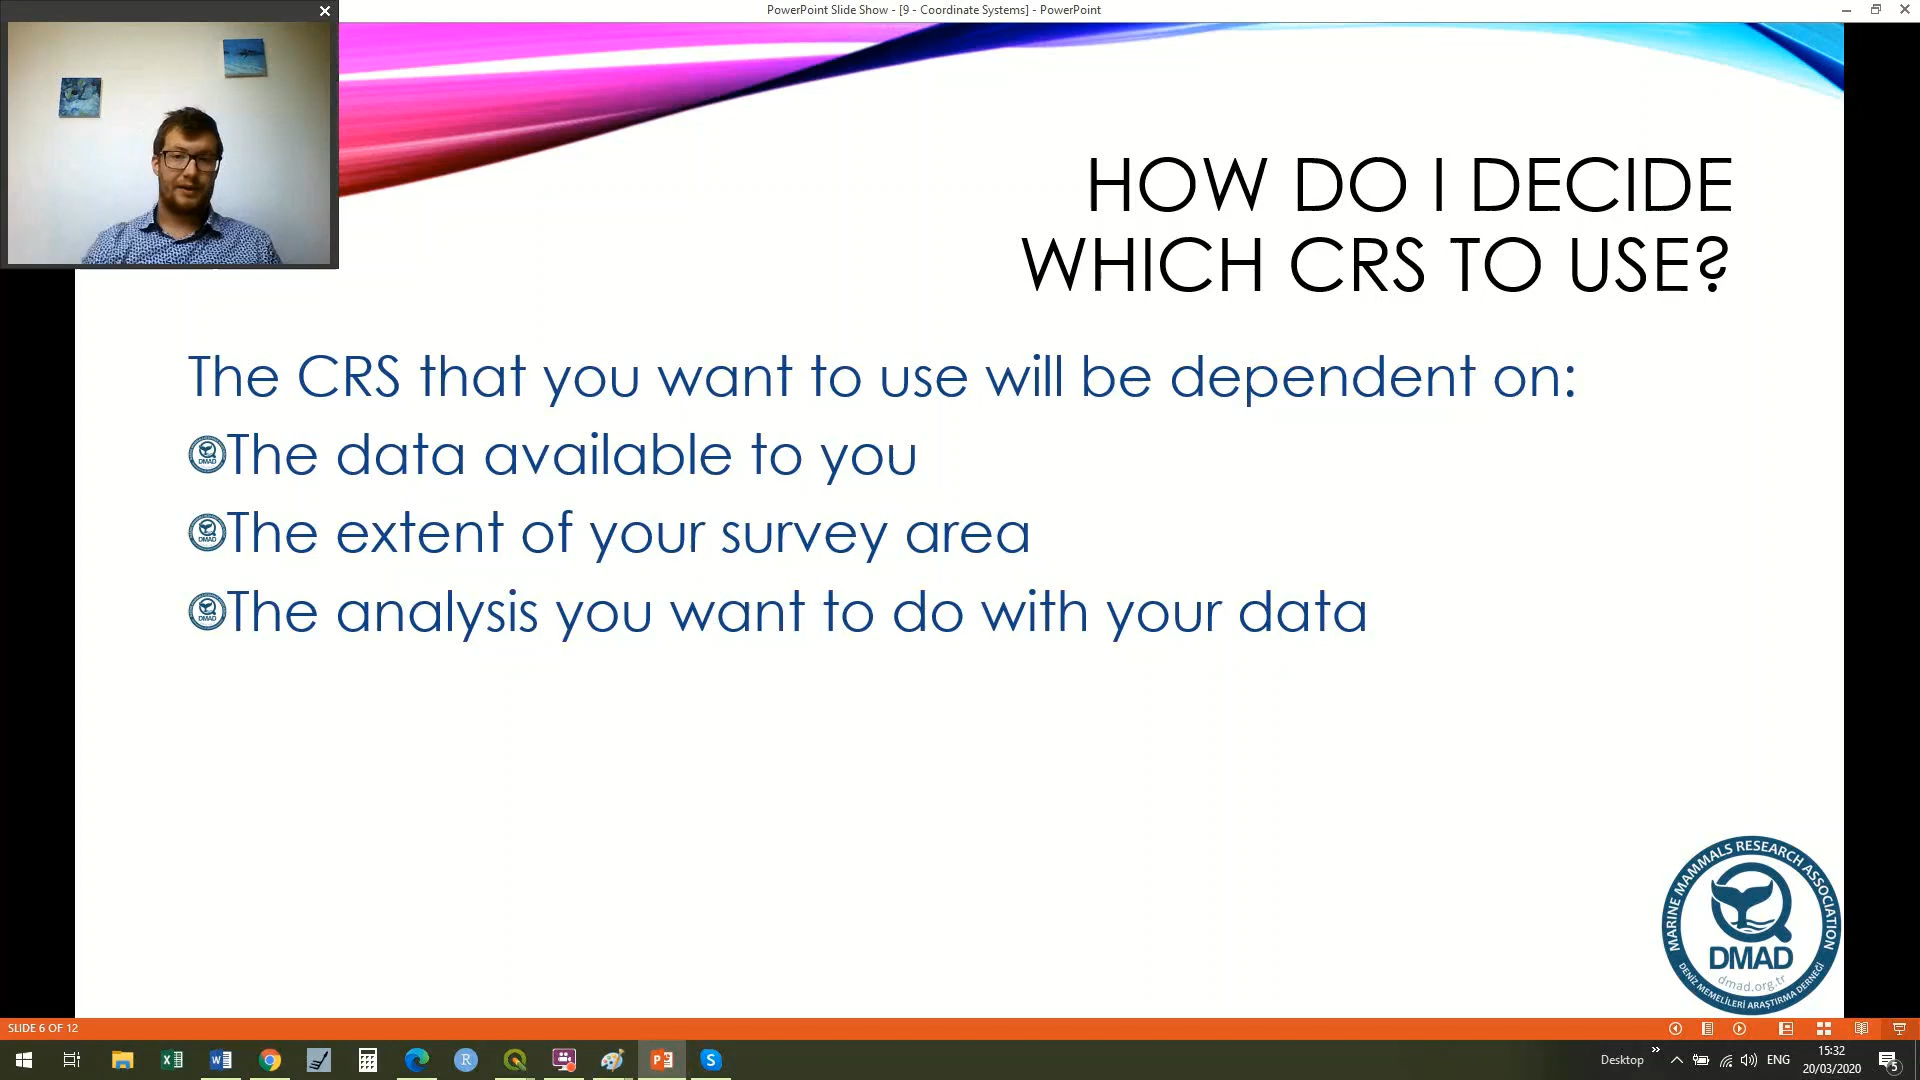 PowerPoint Slide Show - [9 - Coordinate Systems] - PowerPoint
HOW DO I DECIDE
WHICH CRS TO USE?
The CRS that you want to use will be dependent on:
The data available to you
The extent of your survey area
The analysis you want to do with your data
MARINE MAMMALS RESEARCH ASSOCIATION
DMAD
dmad.org.tr
DENİZ MEMELİLERİ ARAŞTIRMA DERNEĞİ
SLIDE 6 OF 12
Desktop
ENG
15:32
20/03/2020
5